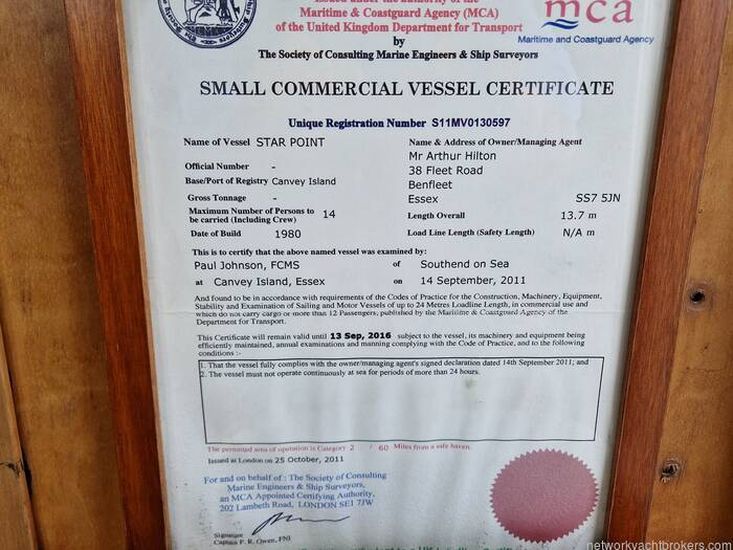 Issued under the authority of the
Maritime & Coastguard Agency (MCA)
of the United Kingdom Department for Transport
by
The Society of Consulting Marine Engineers & Ship Surveyors
mca
Maritime and Coastguard Agency
SMALL COMMERCIAL VESSEL CERTIFICATE
Unique Registration Number S11MV0130597
Name of Vessel STAR POINT
Official Number -
Base/Port of Registry Canvey Island
Gross Tonnage -
Maximum Number of Persons to
be carried (Including Crew) 14
Date of Build 1980
Name & Address of Owner/Managing Agent
Mr Arthur Hilton
38 Fleet Road
Benfleet
Essex SS7 5JN
Length Overall 13.7 m
Load Line Length (Safety Length) N/A m
This is to certify that the above named vessel was examined by:
Paul Johnson, FCMS of Southend on Sea
at Canvey Island, Essex on 14 September, 2011
And found to be in accordance with requirements of the Codes of Practice for the Construction, Machinery, Equipment,
Stability and Examination of Sailing and Motor Vessels of up to 24 Metres Loadline Length, in commercial use and
which do not carry cargo or more than 12 Passengers, published by the Maritime & Coastguard Agency of the
Department for Transport.
This Certificate will remain valid until 13 Sep, 2016 subject to the vessel, its machinery and equipment being
efficiently maintained, annual examinations and manning complying with the Code of Practice, and to the following
conditions :-
1. That the vessel fully complies with the owner/managing agent's signed declaration dated 14th September 2011; and
2. The vessel must not operate continuously at sea for periods of more than 24 hours.
The permitted area of operation is Category 2 / 60 Miles from a safe haven
Issued at London on 25 October, 2011
For and on behalf of : The Society of Consulting
Marine Engineers & Ship Surveyors,
an MCA Appointed Certifying Authority,
202 Lambeth Road, LONDON SE1 7JW
Signature
Captain P. R. Owen, FNI
networkyachtbrokers.com